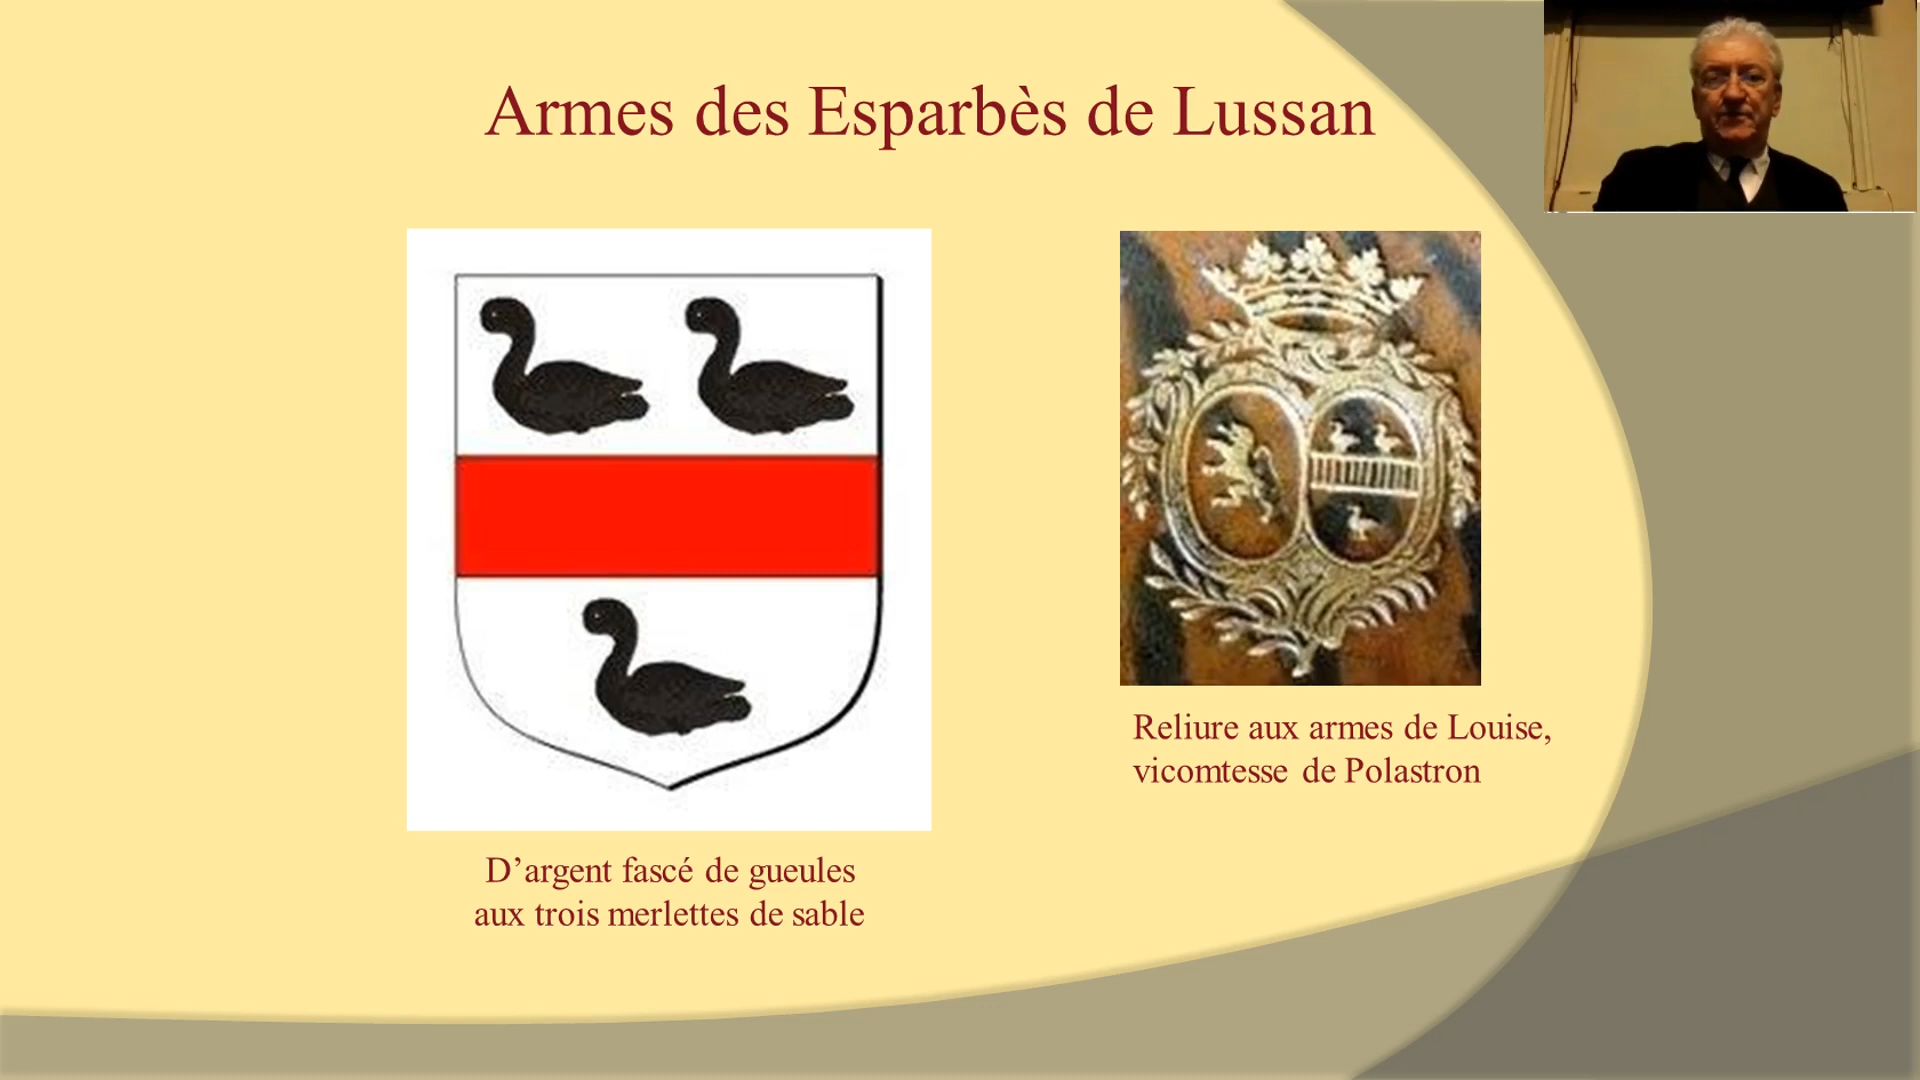 Armes des Esparbès de Lussan
D’argent fascé de gueules
aux trois merlettes de sable
Reliure aux armes de Louise,
vicomtesse de Polastron